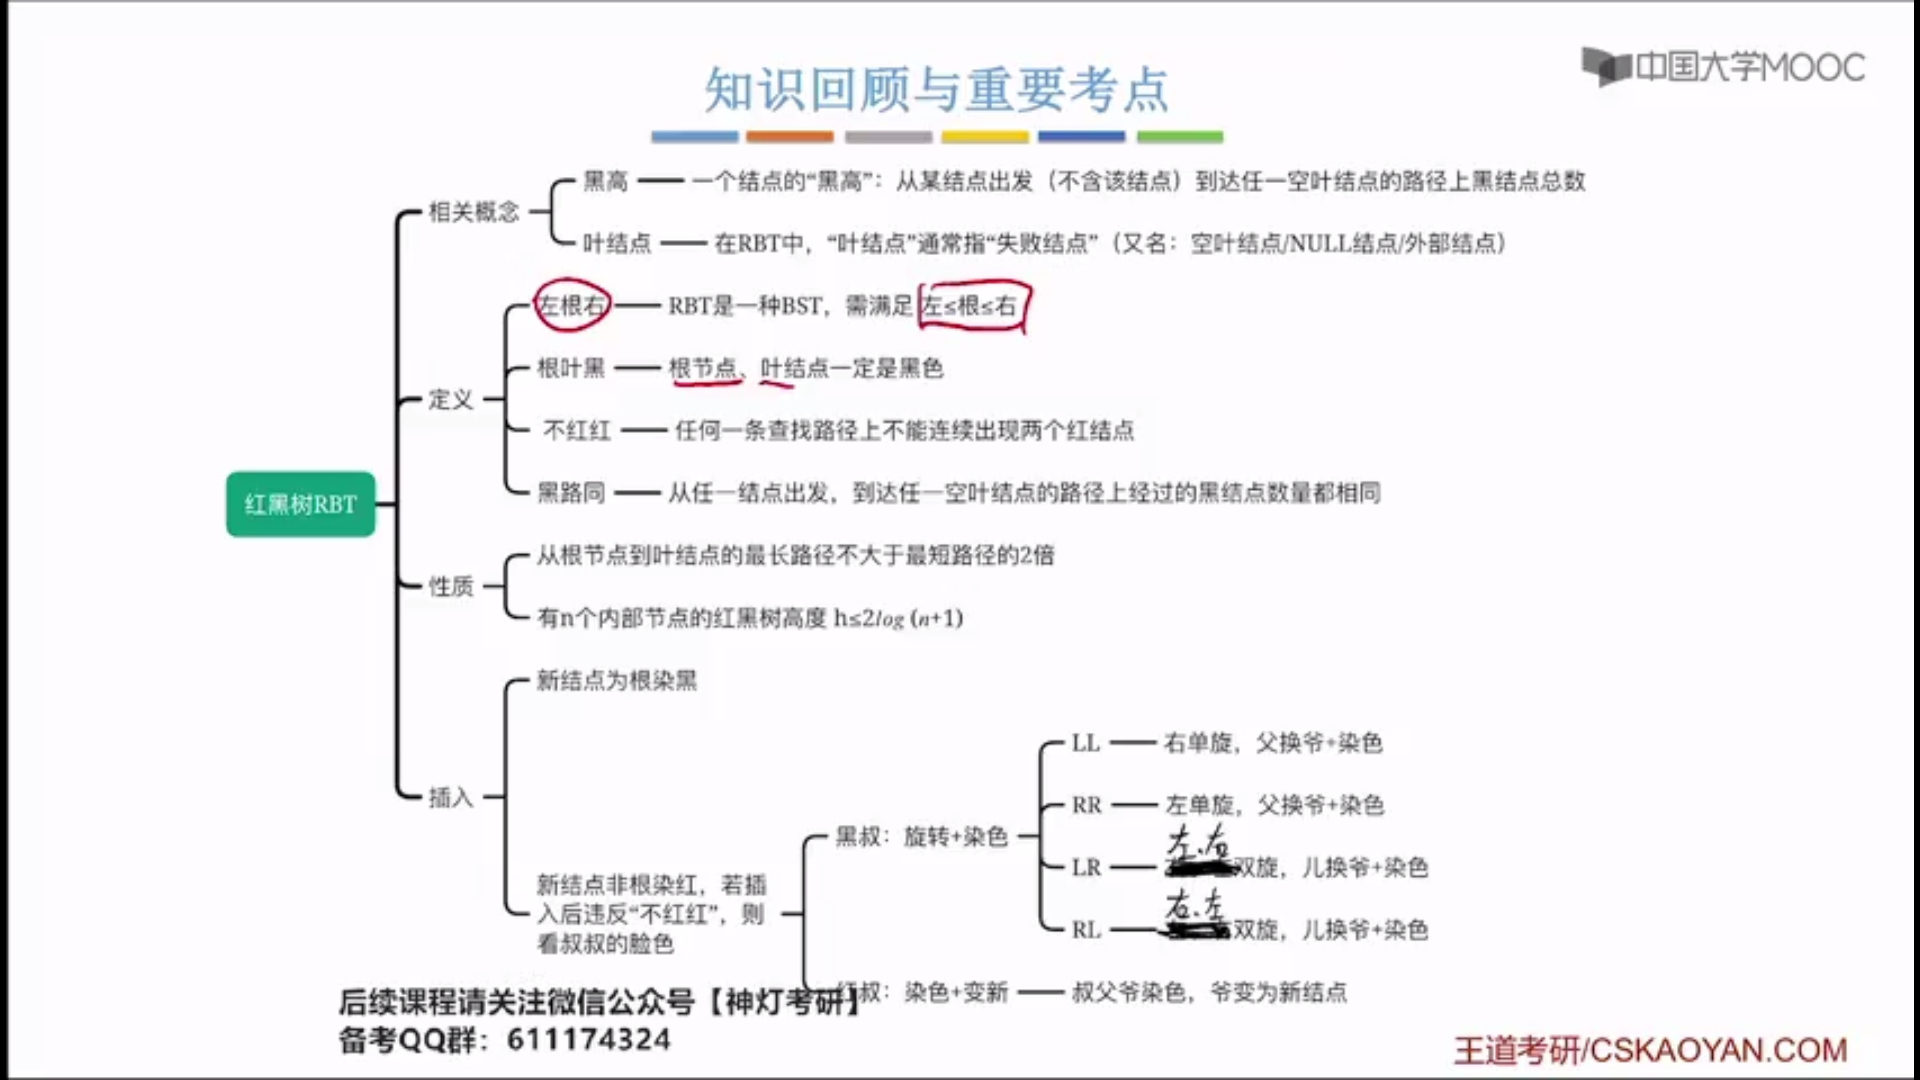 知识回顾与重要考点
中国大学MOOC
黑高
一个结点的“黑高”：从某结点出发（不含该结点）到达任一空叶结点的路径上黑结点总数
相关概念
叶结点
在RBT中，“叶结点”通常指“失败结点”（又名：空叶结点/NULL结点/外部结点）
左根右
RBT是一种BST，需满足 左≤根≤右
根叶黑
根节点、叶结点一定是黑色
定义
不红红
任何一条查找路径上不能连续出现两个红结点
黑路同
从任一结点出发，到达任一空叶结点的路径上经过的黑结点数量都相同
红黑树RBT
从根节点到叶结点的最长路径不大于最短路径的2倍
性质
有n个内部节点的红黑树高度 h≤2log (n+1)
新结点为根染黑
插入
LL
右单旋，父换爷+染色
RR
左单旋，父换爷+染色
黑叔：旋转+染色
左、右
LR
双旋，儿换爷+染色
右、左
RL
双旋，儿换爷+染色
新结点非根染红，若插
入后违反“不红红”，则
看叔叔的脸色
红叔：染色+变新
叔父爷染色，爷变为新结点
后续课程请关注微信公众号【神灯考研】
备考QQ群：611174324
王道考研/CSKAOYAN.COM